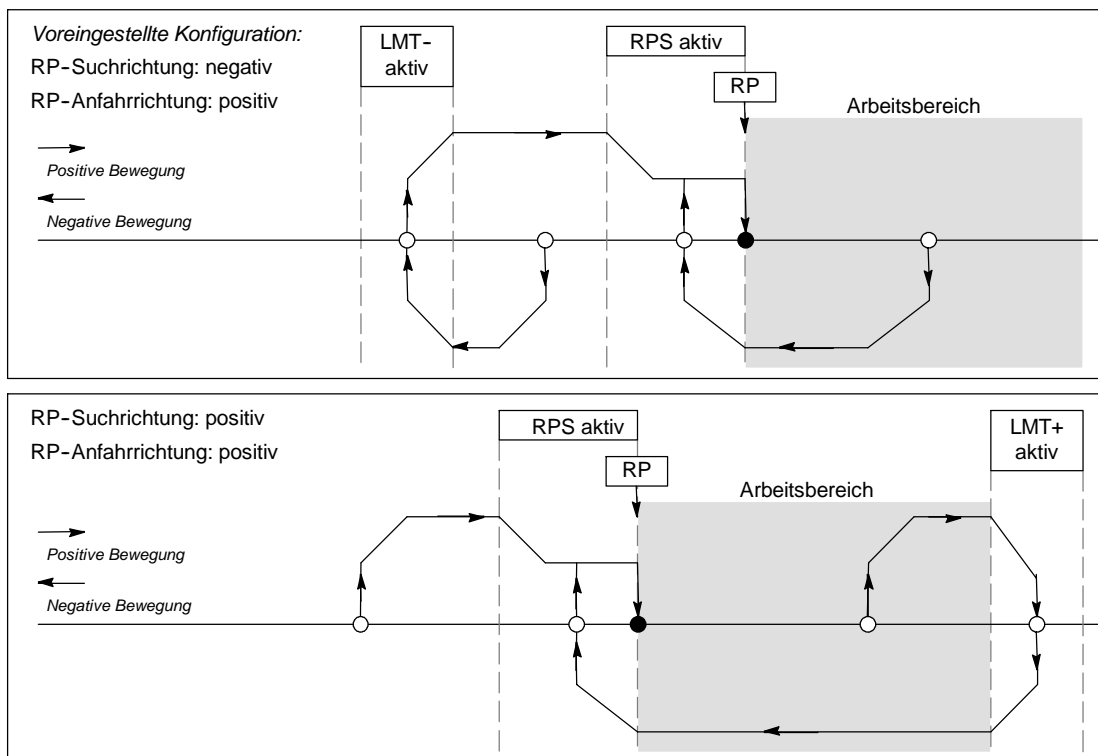 Voreingestellte Konfiguration:
RP-Suchrichtung: negativ
RP-Anfahrrichtung: positiv
LMT-
aktiv
RPS aktiv
RP
Arbeitsbereich
Positive Bewegung
Negative Bewegung
RP-Suchrichtung: positiv
RP-Anfahrrichtung: positiv
RPS aktiv
LMT+
aktiv
RP
Arbeitsbereich
Positive Bewegung
Negative Bewegung